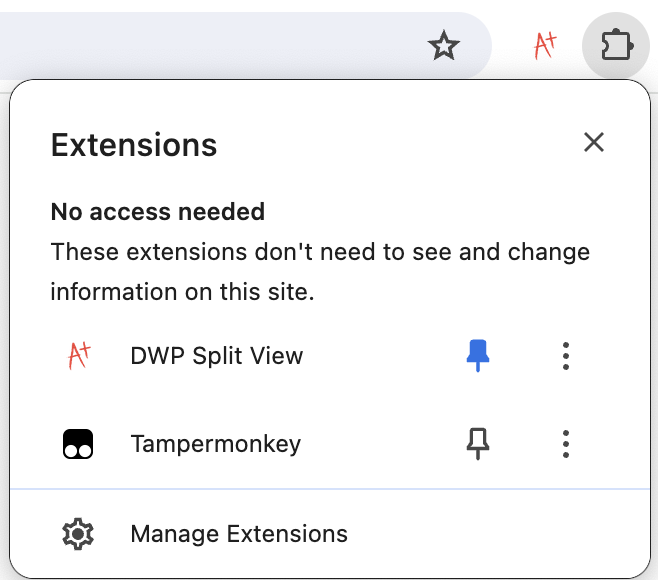 A+
Extensions
No access needed
These extensions don't need to see and change
information on this site.
A+ DWP Split View
Tampermonkey
Manage Extensions